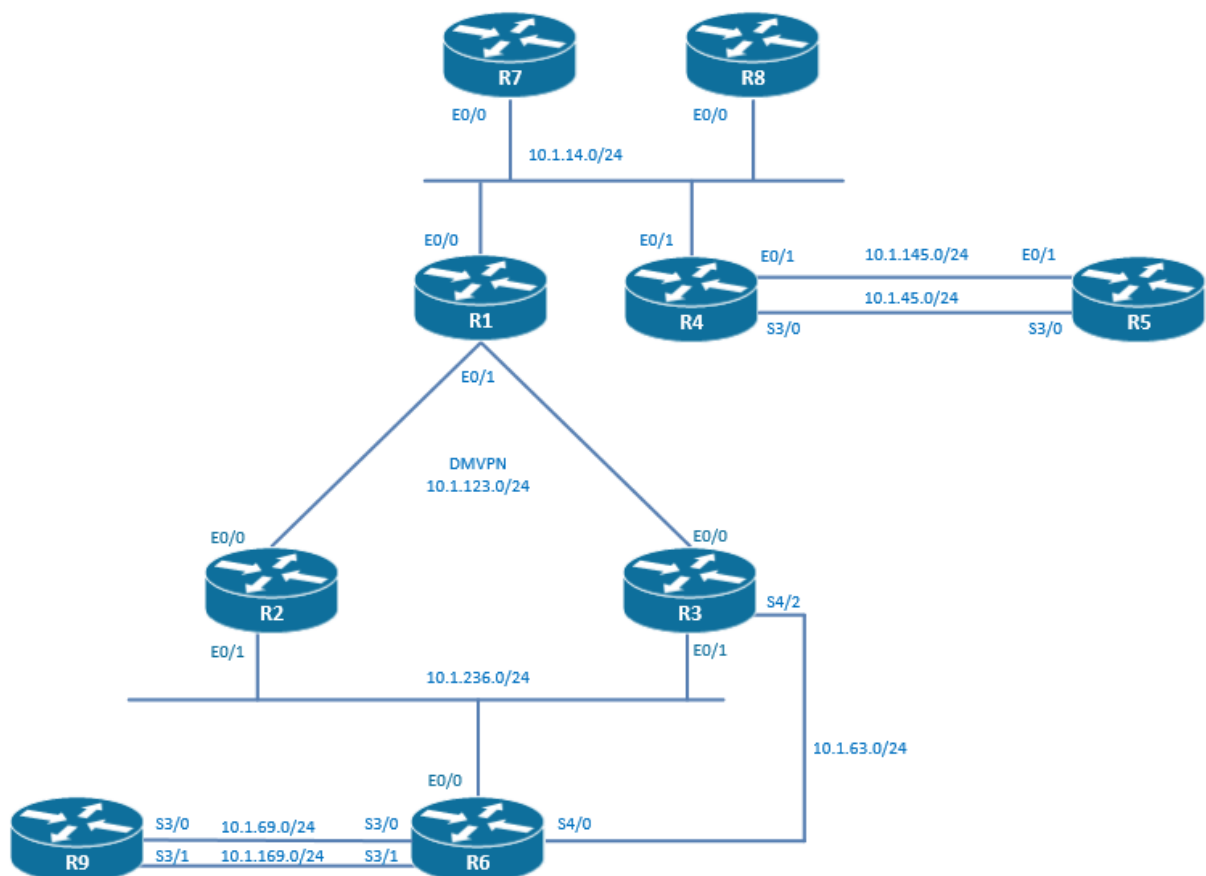 R7
R8
E0/0
E0/0
10.1.14.0/24
E0/0
E0/1
E0/1
10.1.145.0/24
E0/1
10.1.45.0/24
R1
R4
S3/0
S3/0
R5
E0/1
DMVPN
10.1.123.0/24
E0/0
E0/0
R2
R3
S4/2
E0/1
E0/1
10.1.236.0/24
10.1.63.0/24
E0/0
S3/0
10.1.69.0/24
S3/0
S4/0
R9
S3/1
10.1.169.0/24
S3/1
R6